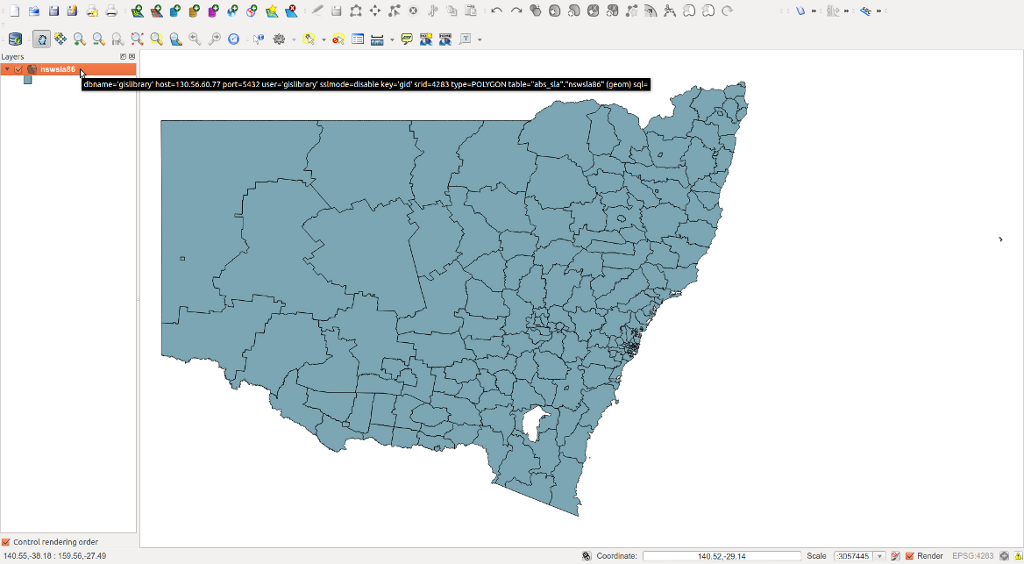 Layers
nswsla86
dbname='gislibrary' host=130.56.60.77 port=5432 user='gislibrary' sslmode=disable key='gid' srid=4283 type=POLYGON table="abs_sla"."nswsla86" (geom) sql=
Control rendering order
140.55,-38.18 : 159.56,-27.49
Coordinate:
140.52,-29.14
Scale
:3057445
Render
EPSG:4283